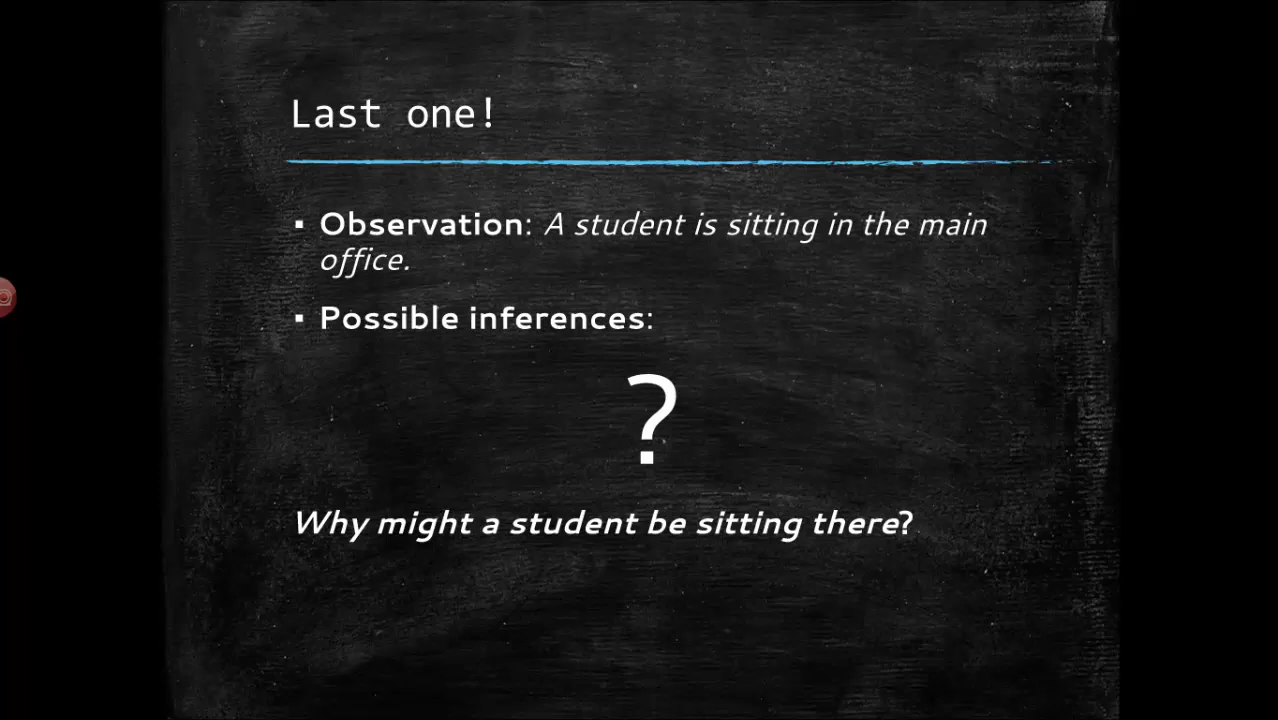 Last one!
▪ Observation: A student is sitting in the main
office.
▪ Possible inferences:
?
Why might a student be sitting there?